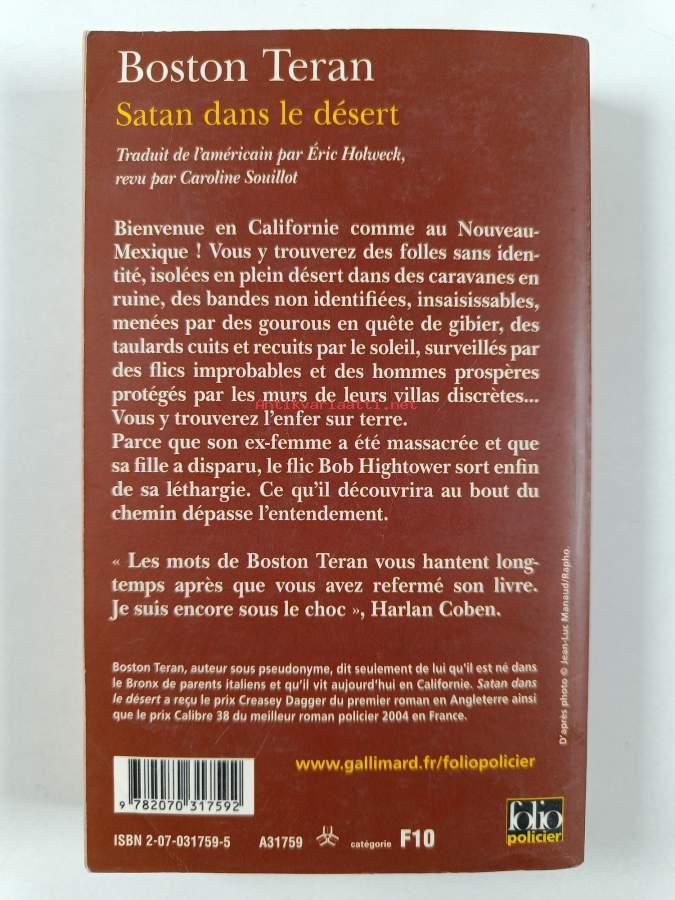 Boston Teran
Satan dans le désert
Traduit de l'américain par Éric Holweck,
revu par Caroline Souillot
Bienvenue en Californie comme au Nouveau-
Mexique ! Vous y trouverez des folles sans iden-
tité, isolées en plein désert dans des caravanes en
ruine, des bandes non identifiées, insaisissables,
menées par des gourous en quête de gibier, des
taulards cuits et recuits par le soleil, surveillés par
des flics improbables et des hommes prospères
protégés par les murs de leurs villas discrètes...
Antikvariaatti.net
Vous y trouverez l'enfer sur terre.
Parce que son ex-femme a été massacrée et que
sa fille a disparu, le flic Bob Hightower sort enfin
de sa léthargie. Ce qu'il découvrira au bout du
chemin dépasse l'entendement.
« Les mots de Boston Teran vous hantent long-
temps après que vous avez refermé son livre.
Je suis encore sous le choc », Harlan Coben.
D'après photo © Jean-Luc Manaud/Rapho.
Boston Teran, auteur sous pseudonyme, dit seulement de lui qu'il est né dans
le Bronx de parents italiens et qu'il vit aujourd'hui en Californie. Satan dans
le désert a reçu le prix Creasey Dagger du premier roman en Angleterre ainsi
que le prix Calibre 38 du meilleur roman policier 2004 en France.
www.gallimard.fr/foliopolicier
9 782070 317592
ISBN 2-07-031759-5 A31759 catégorie F10
folio
policier